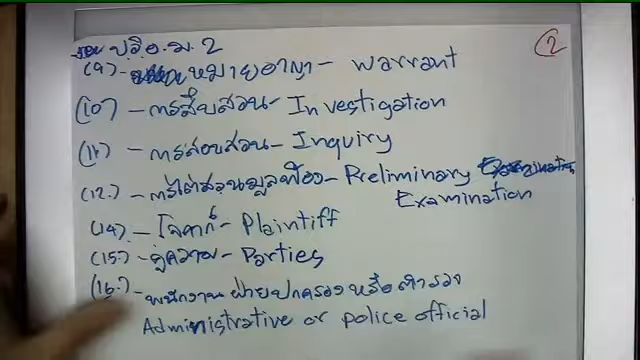 ปวิอ.ม.2
2
(9) - หมายอาญา - Warrant
(10) - การสืบสวน - Investigation
(11) - การสอบสวน - Inquiry
(12.) - การไต่สวนมูลฟ้อง - Preliminary
Examination
(14) - โจทก์ - Plaintiff
(15.) - คู่ความ - Parties
(16.) - พนักงานฝ่ายปกครองหรือตำรวจ
Administrative or police official